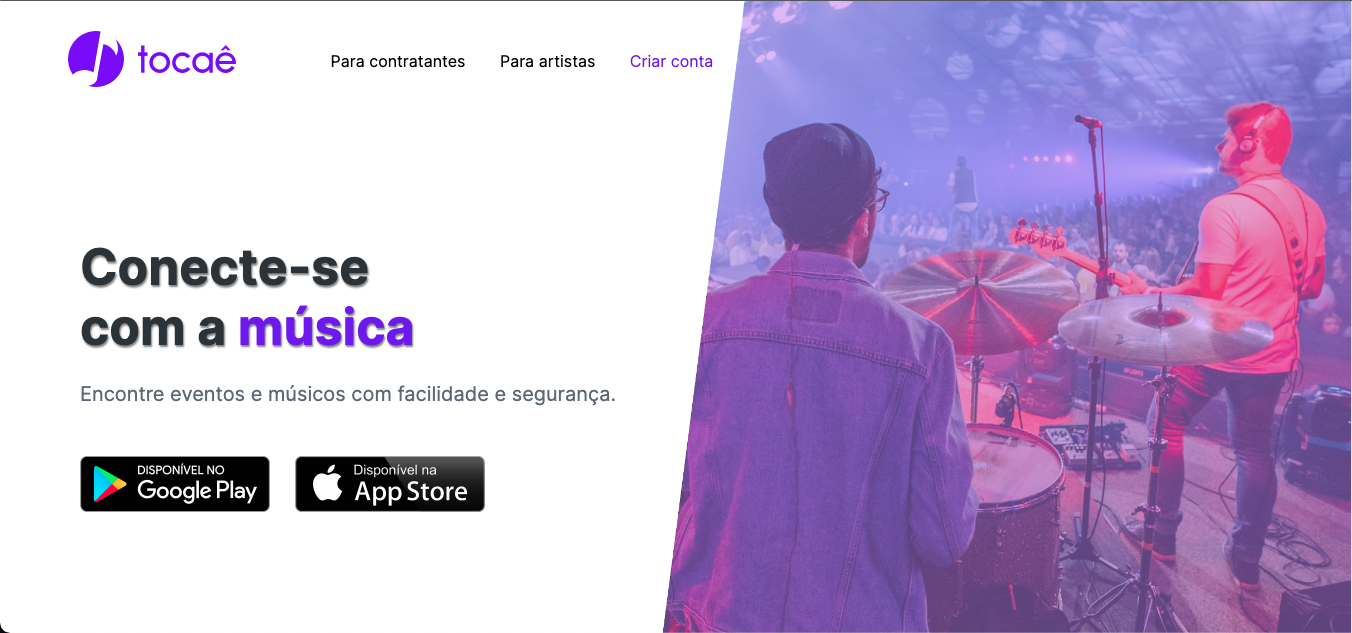 tocaê
Para contratantes
Para artistas
Criar conta
Conecte-se
com a música
Encontre eventos e músicos com facilidade e segurança.
DISPONÍVEL NO
Google Play
Disponível na
App Store